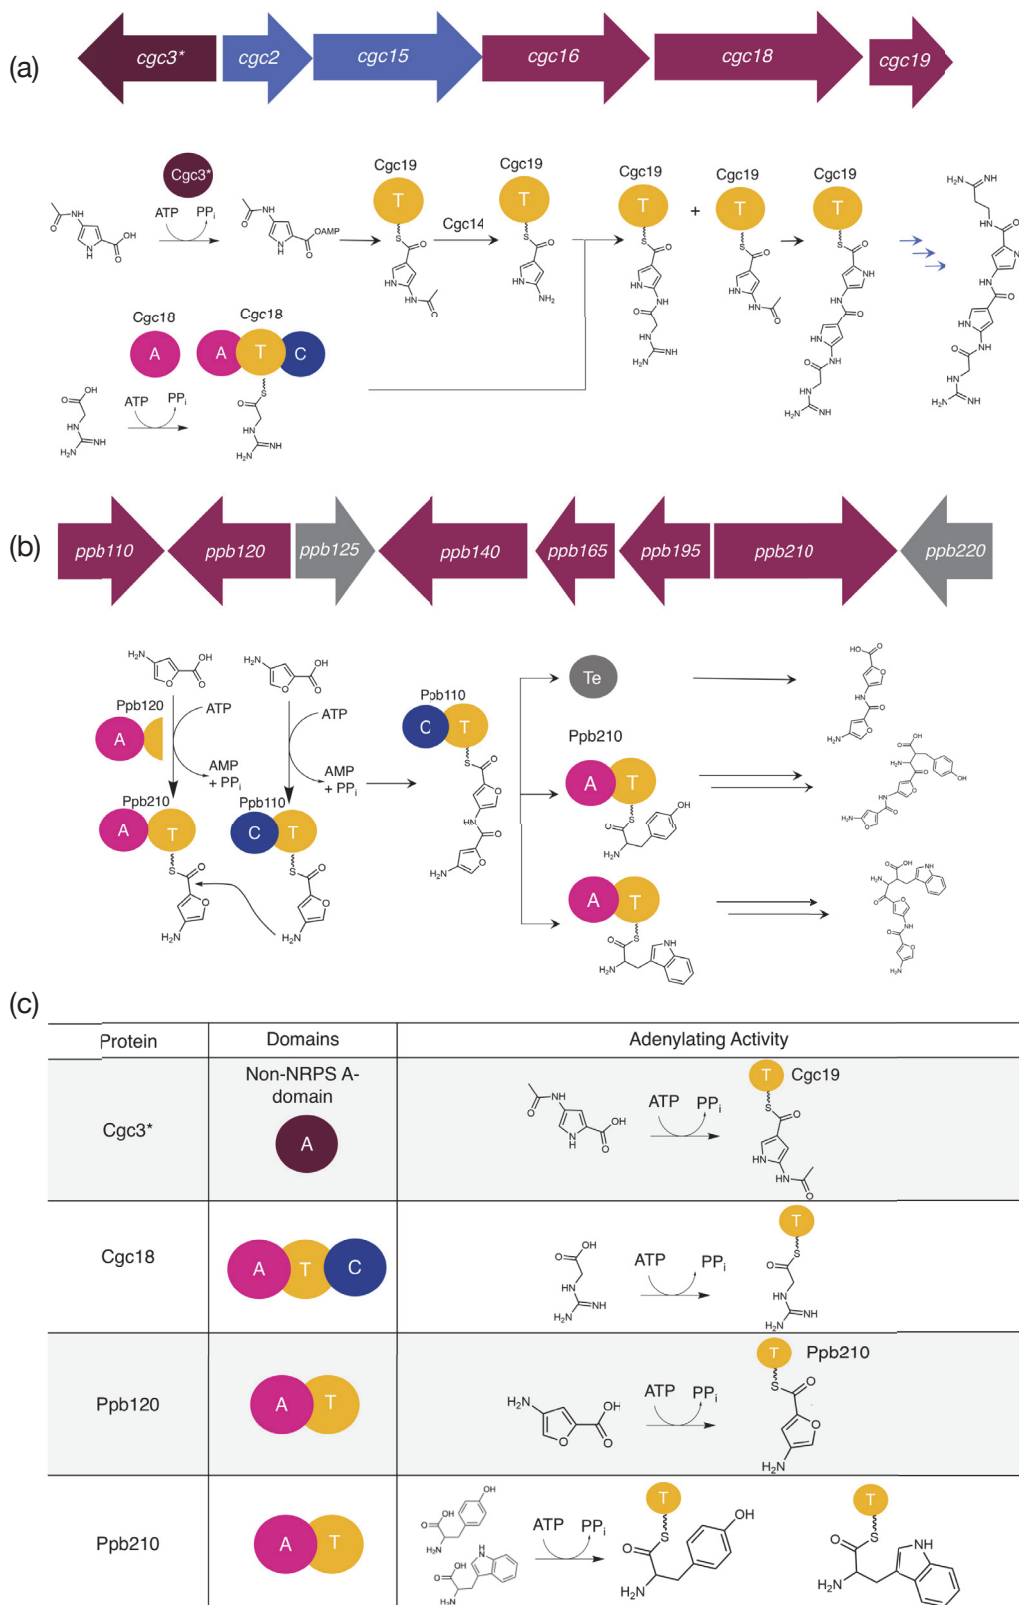 (a)
cgc3* cgc2 cgc15 cgc16 cgc18 cgc19
Cgc3*
ATP PPi
Cgc19
Cgc14
Cgc19
Cgc19
+
Cgc19
Cgc19
T T T T T
OAMP
Cgc18
A
Cgc18
A T C
ATP PPi
(b)
ppb110 ppb120 ppb125 ppb140 ppb165 ppb195 ppb210 ppb220
Ppb120
A
ATP
AMP
+ PPi
Ppb210
A T
ATP
AMP
+ PPi
Ppb110
C T
Ppb110
C T
Te
Ppb210
A T
A T
(c)
Protein Domains Adenylating Activity
Cgc3*
Non-NRPS A-
domain
A
ATP PPi
T Cgc19
Cgc18
A T C
ATP PPi
T
Ppb120
A T
ATP PPi
T Ppb210
Ppb210
A T
ATP PPi
T T